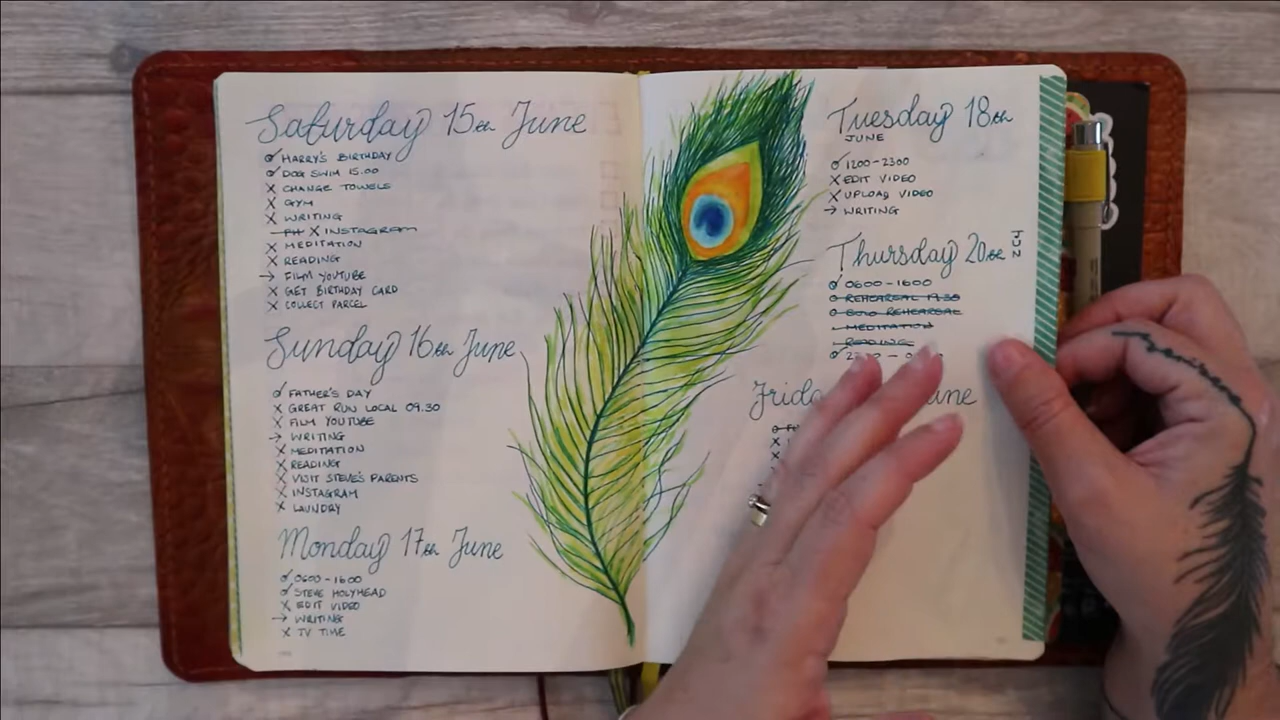 Saturday 15th June
HARRY'S BIRTHDAY
DOG SWIM 15.00
X CHANGE TOWELS
X GYM
X WRITING
X INSTAGRAM
X MEDITATION
X READING
→ FILM YOUTUBE
X GET BIRTHDAY CARD
X COLLECT PARCEL
Sunday 16th June
FATHER'S DAY
X GREAT RUN LOCAL 09.30
X FILM YOUTUBE
→ WRITING
X MEDITATION
X READING
X VISIT STEVE'S PARENTS
X INSTAGRAM
X LAUNDRY
Monday 17th June
0600-1600
STEVE HOLYHEAD
X EDIT VIDEO
→ WRITING
X TV TIME
Tuesday 18th
JUNE
1200-2300
X EDIT VIDEO
X UPLOAD VIDEO
→ WRITING
Thursday 20th JUN
0600-1600
REHEARSAL 19.30
SOLO REHEARSAL
MEDITATION
READING